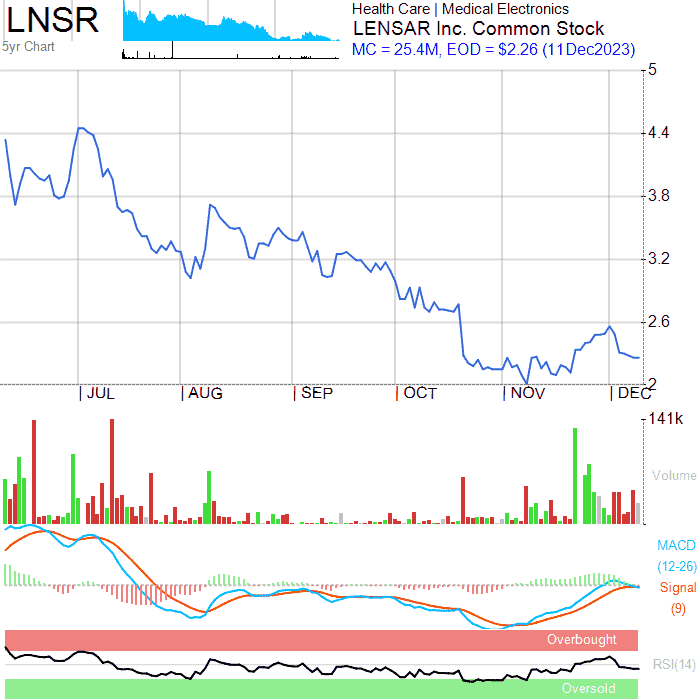 LNSR
5yr Chart
Health Care | Medical Electronics
LENSAR Inc. Common Stock
MC = 25.4M, EOD = $2.26 (11Dec2023)
5
4.4
3.8
3.2
2.6
2
JUL AUG SEP OCT NOV DEC
141k
Volume
MACD
(12-26)
Signal
(9)
Overbought
RSI(14)
Oversold